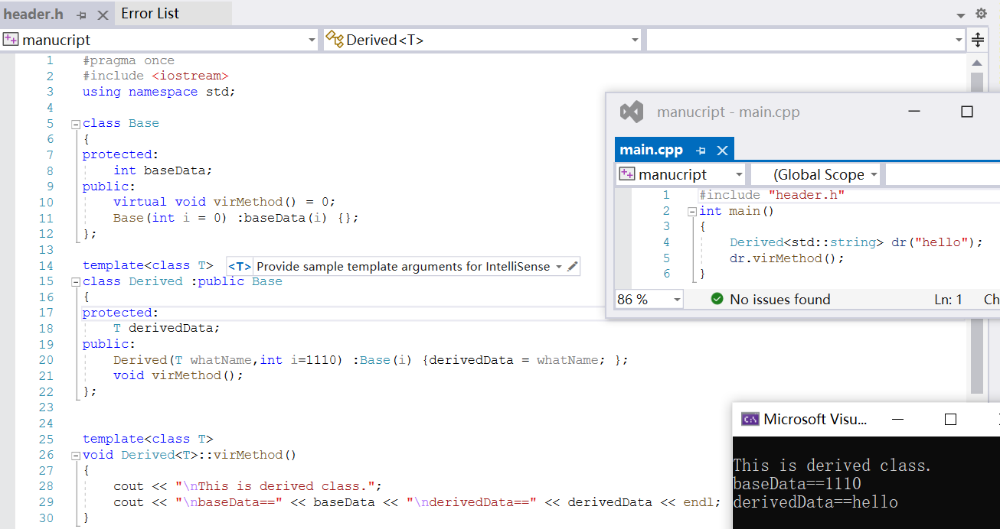 header.h Error List
manucript Derived<T>
1 #pragma once
2 #include <iostream>
3 using namespace std;
4
5 class Base
6 {
7 protected:
8 int baseData;
9 public:
10 virtual void virMethod() = 0;
11 Base(int i = 0) :baseData(i) {};
12 };
13
14 template<class T> <T> Provide sample template arguments for IntelliSense
15 class Derived :public Base
16 {
17 protected:
18 T derivedData;
19 public:
20 Derived(T whatName,int i=1110) :Base(i) {derivedData = whatName; };
21 void virMethod();
22 };
23
24
25 template<class T>
26 void Derived<T>::virMethod()
27 {
28 cout << "\nThis is derived class.";
29 cout << "\nbaseData==" << baseData << "\nderivedData==" << derivedData << endl;
30 }
manucript - main.cpp
main.cpp
manucript (Global Scope
1 #include "header.h"
2 int main()
3 {
4 Derived<std::string> dr("hello");
5 dr.virMethod();
6 }
86 % No issues found Ln: 1 Ch
C:\ Microsoft Visu...
This is derived class.
baseData==1110
derivedData==hello